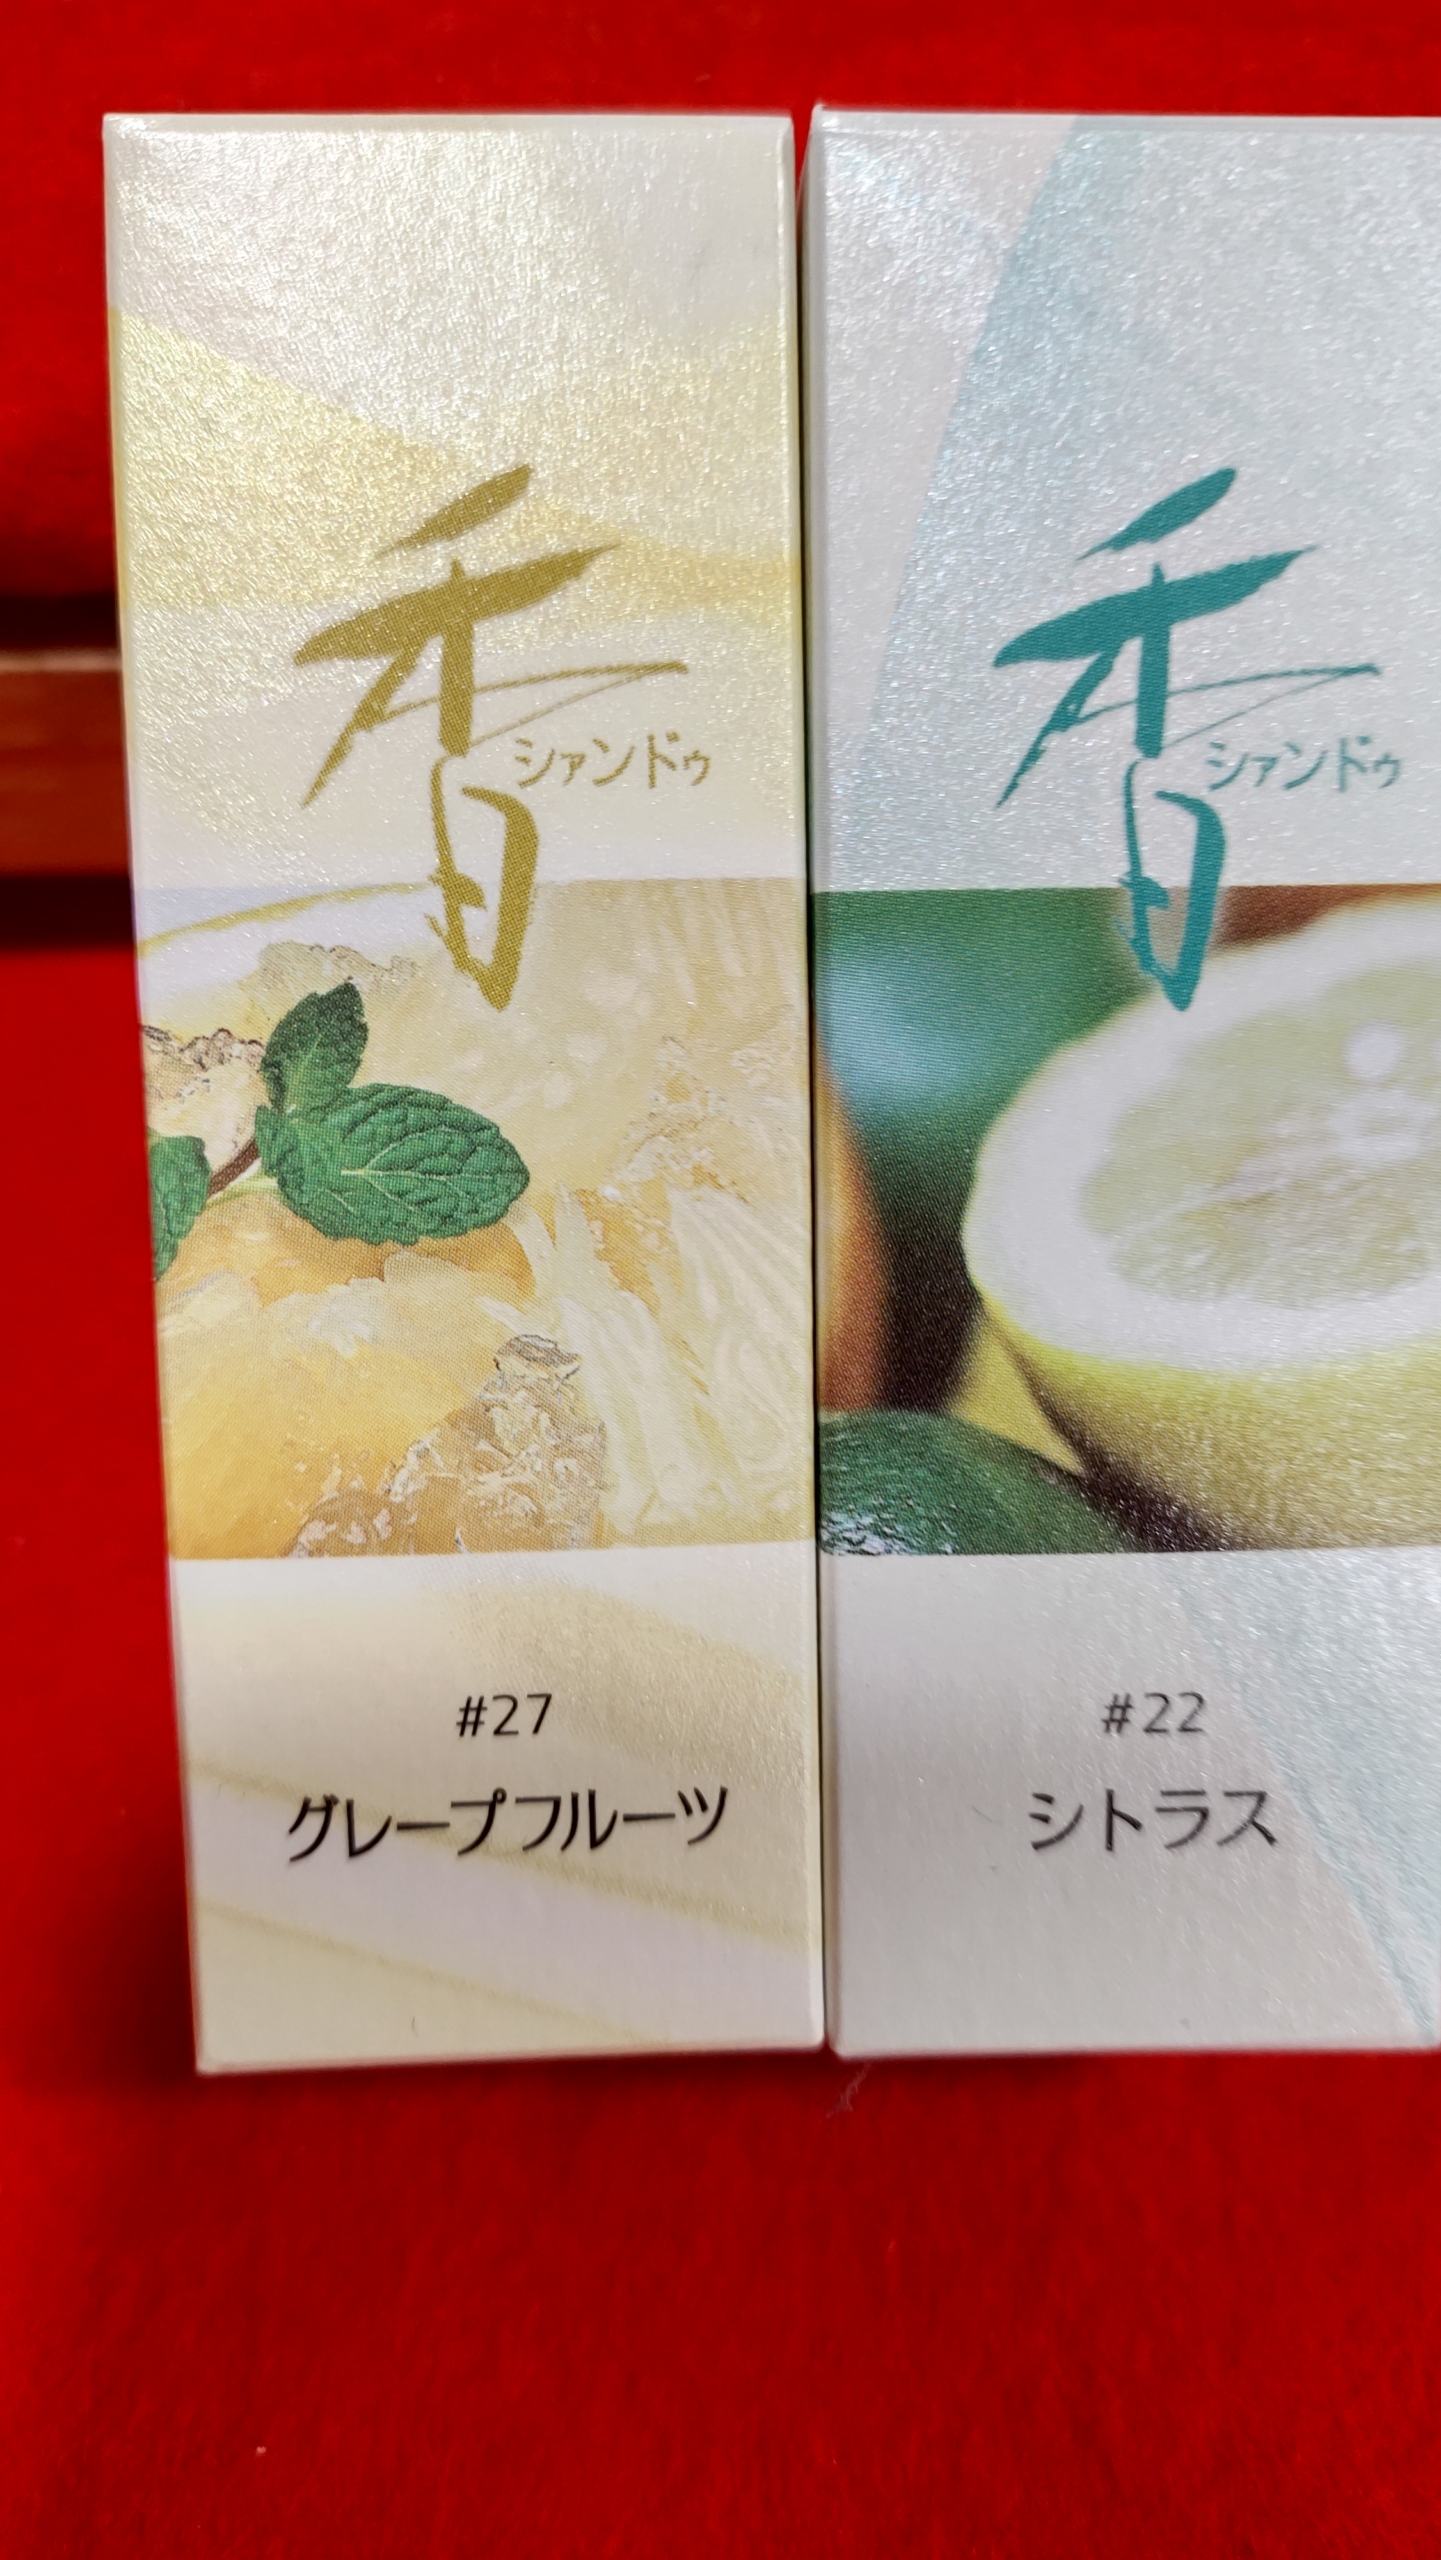 香
シァンドゥ
#27
グレープフルーツ
香
シァンドゥ
#22
シトラス